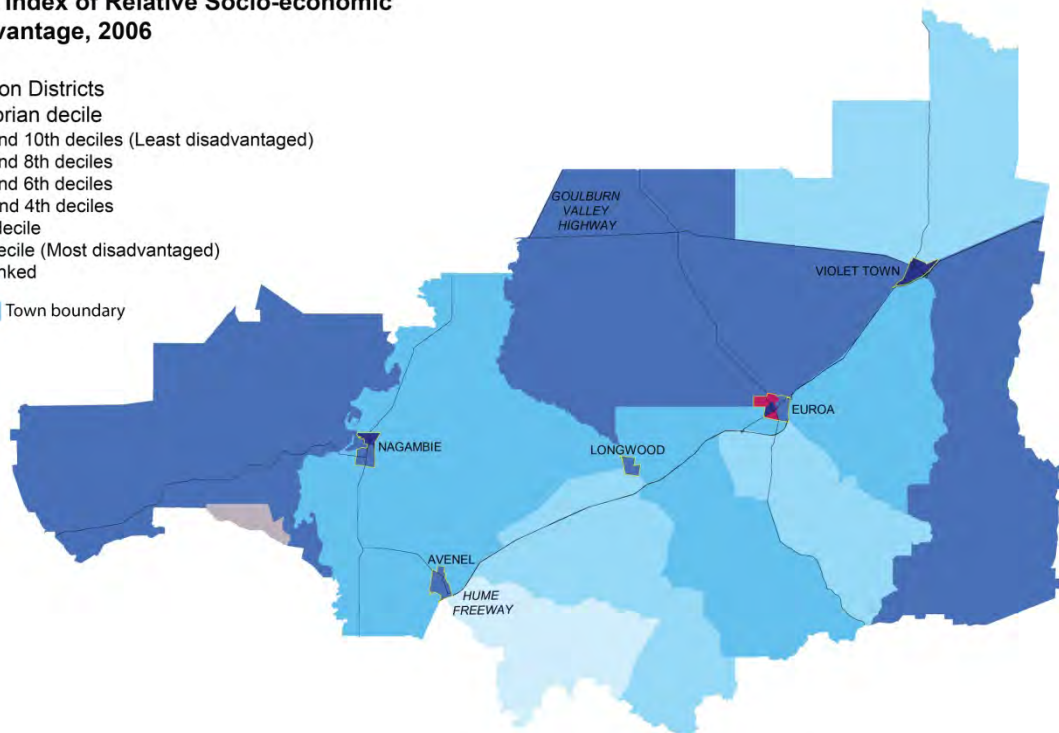 Index of Relative Socio-economic
vantage, 2006
on Districts
orian decile
nd 10th deciles (Least disadvantaged)
nd 8th deciles
nd 6th deciles
nd 4th deciles
decile
ecile (Most disadvantaged)
nked
Town boundary
GOULBURN
VALLEY
HIGHWAY
VIOLET TOWN
EUROA
NAGAMBIE
LONGWOOD
AVENEL
HUME
FREEWAY